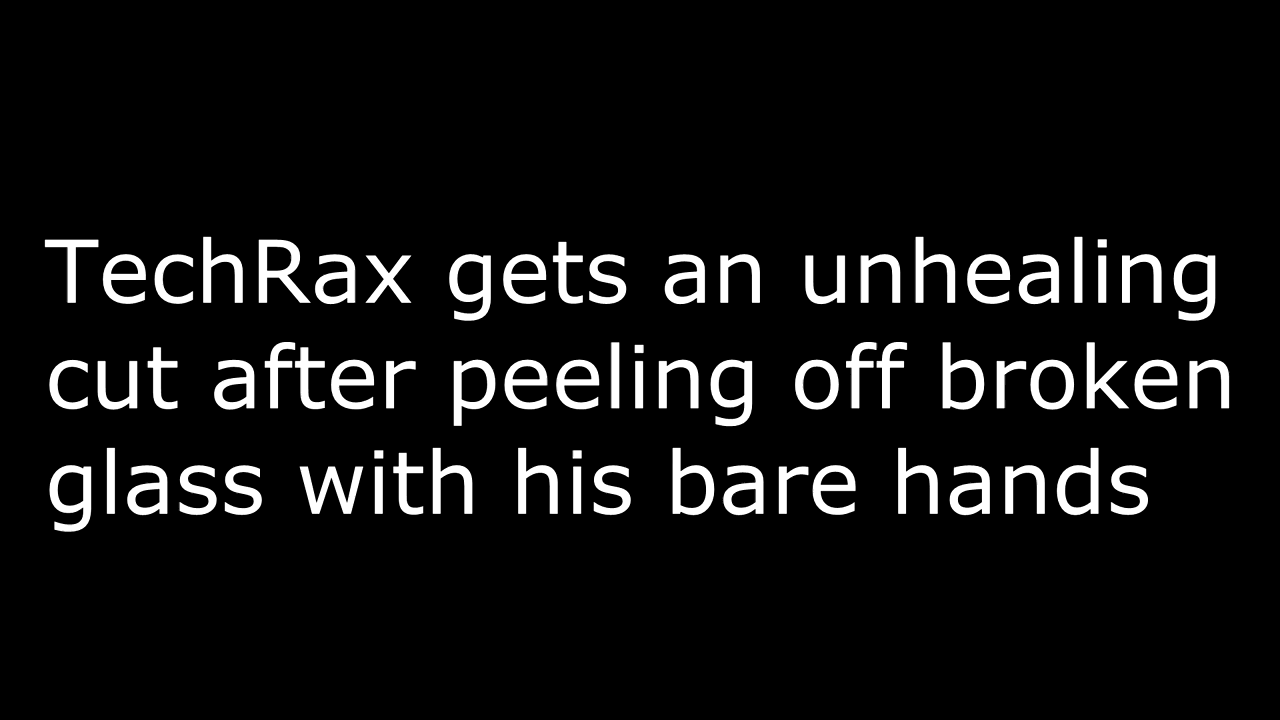 TechRax gets an unhealing
cut after peeling off broken
glass with his bare hands